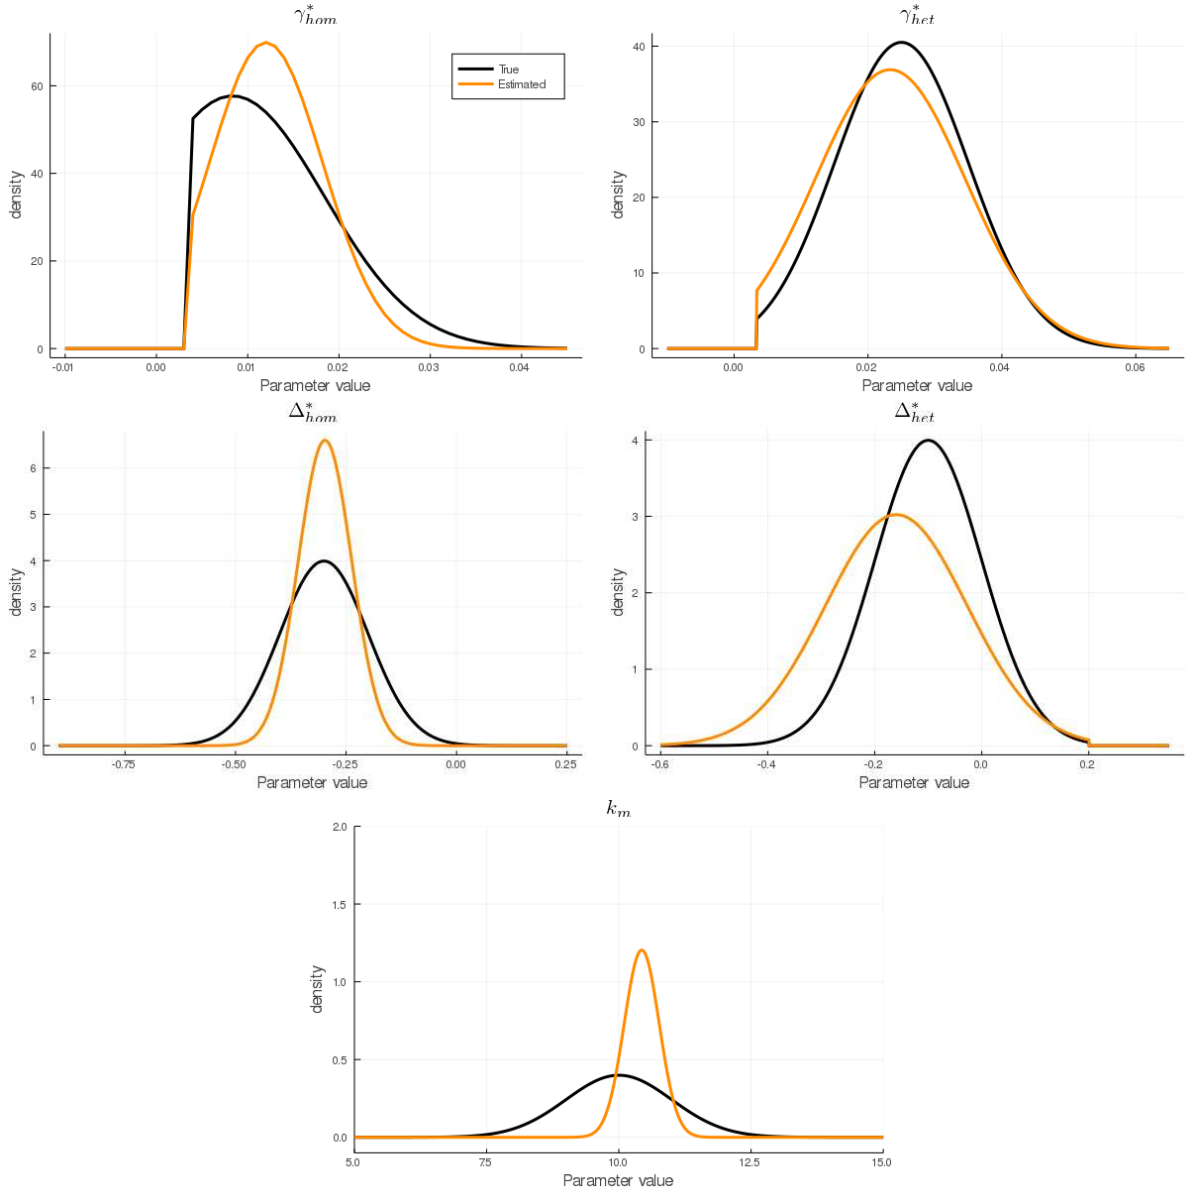 γ*hom
γ*het
True
Estimated
density
60
40
20
0
-0.01 0.00 0.01 0.02 0.03 0.04
Parameter value
density
40
30
20
10
0
0.00 0.02 0.04 0.06
Parameter value
Δ*hom
Δ*het
density
6
5
4
3
2
1
0
-0.75 -0.50 -0.25 0.00 0.25
Parameter value
density
4
3
2
1
0
-0.6 -0.4 -0.2 0.0 0.2
Parameter value
km
density
2.0
1.5
1.0
0.5
0.0
5.0 7.5 10.0 12.5 15.0
Parameter value